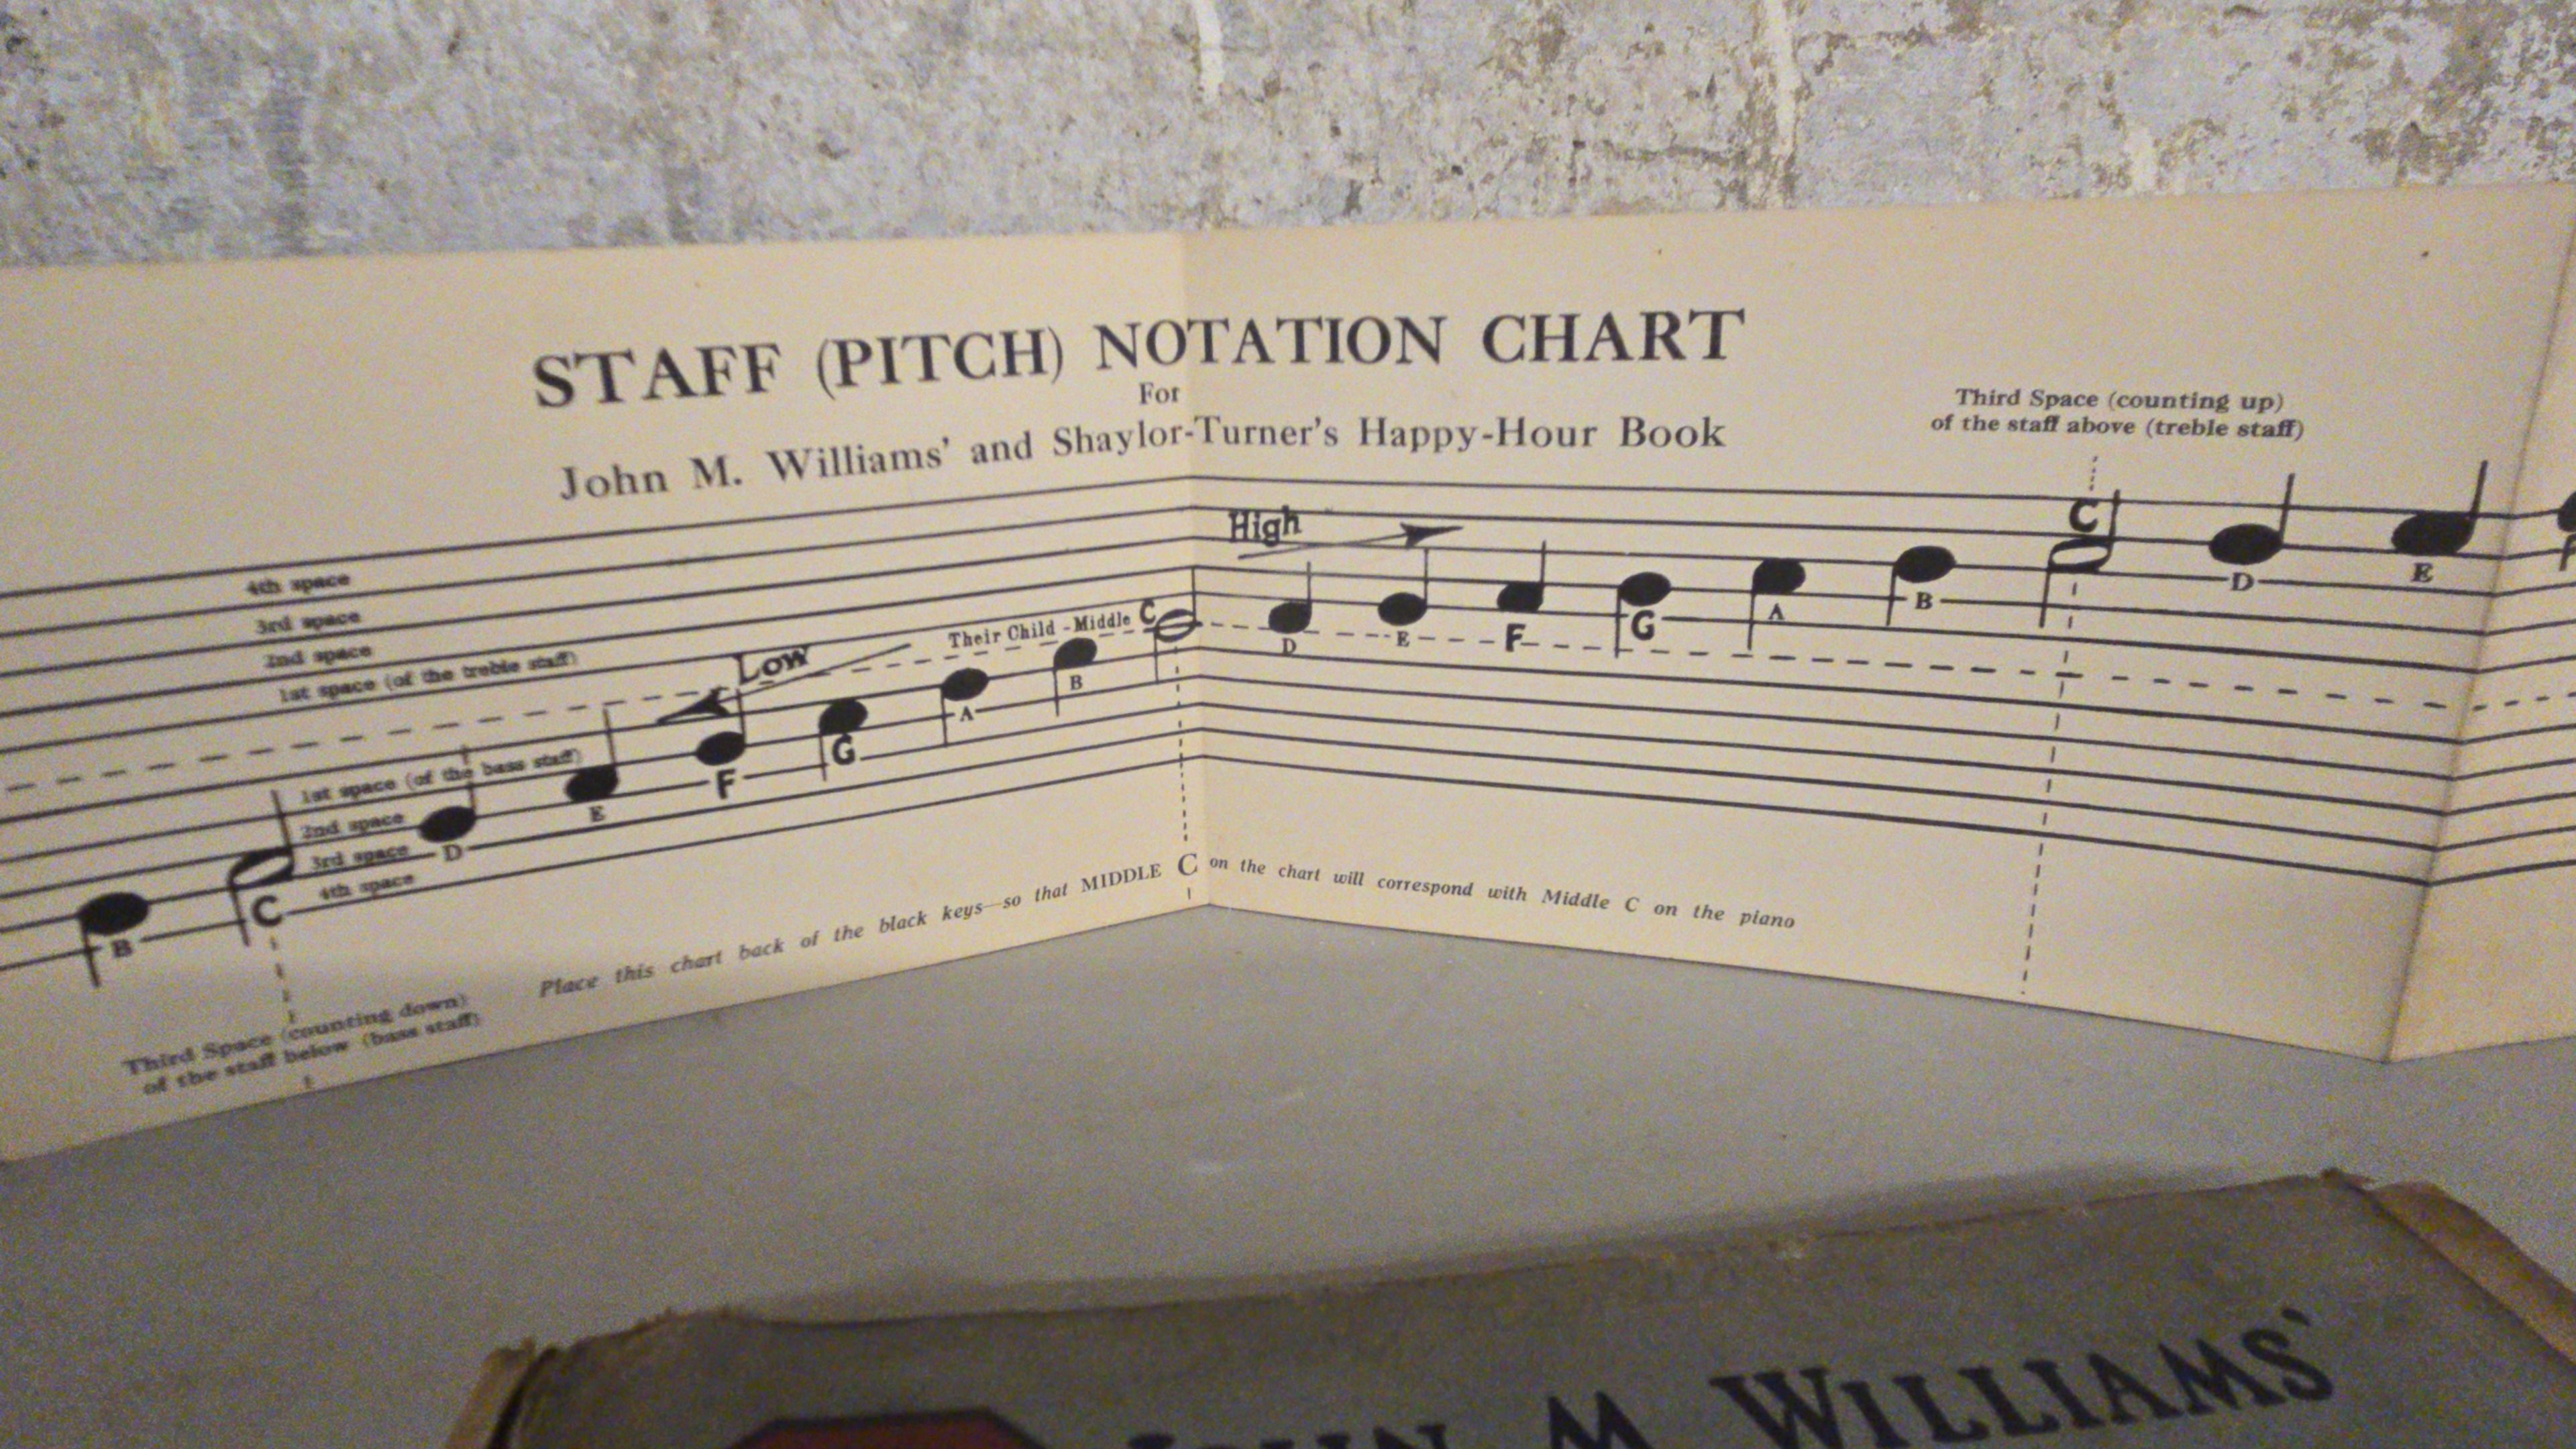 STAFF (PITCH) NOTATION CHART
For
John M. Williams' and Shaylor-Turner's Happy-Hour Book
Third Space (counting up)
of the staff above (treble staff)
High
C
4th space
3rd space
2nd space
1st space (of the treble staff)
Low
Their Child - Middle C
D E F G A B D E
1st space (of the bass staff)
2nd space
3rd space
4th space
B C D E F G A B
Place this chart back of the black keys—so that MIDDLE C on the chart will correspond with Middle C on the piano
Third Space (counting down)
of the staff below (bass staff)
JOHN M. WILLIAMS'